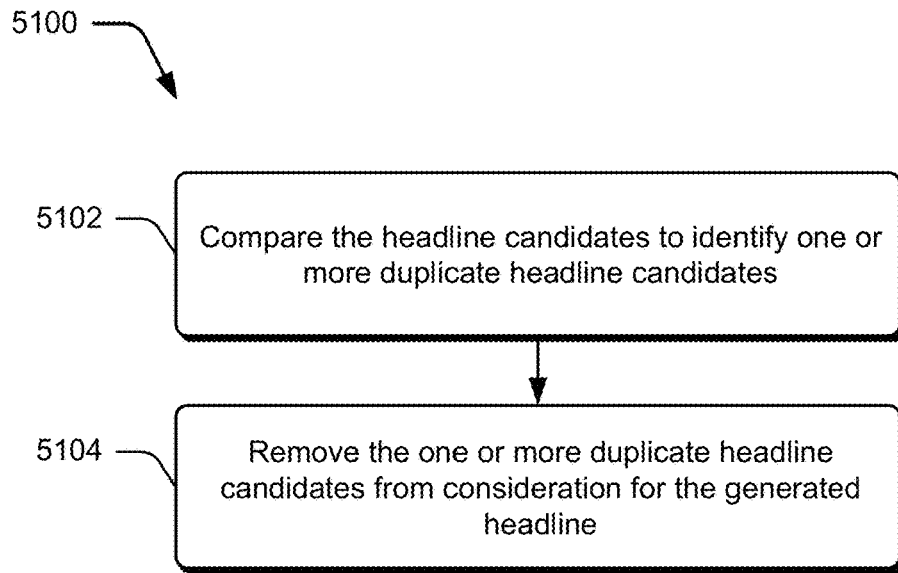 5100
5102
Compare the headline candidates to identify one or
more duplicate headline candidates
5104
Remove the one or more duplicate headline
candidates from consideration for the generated
headline